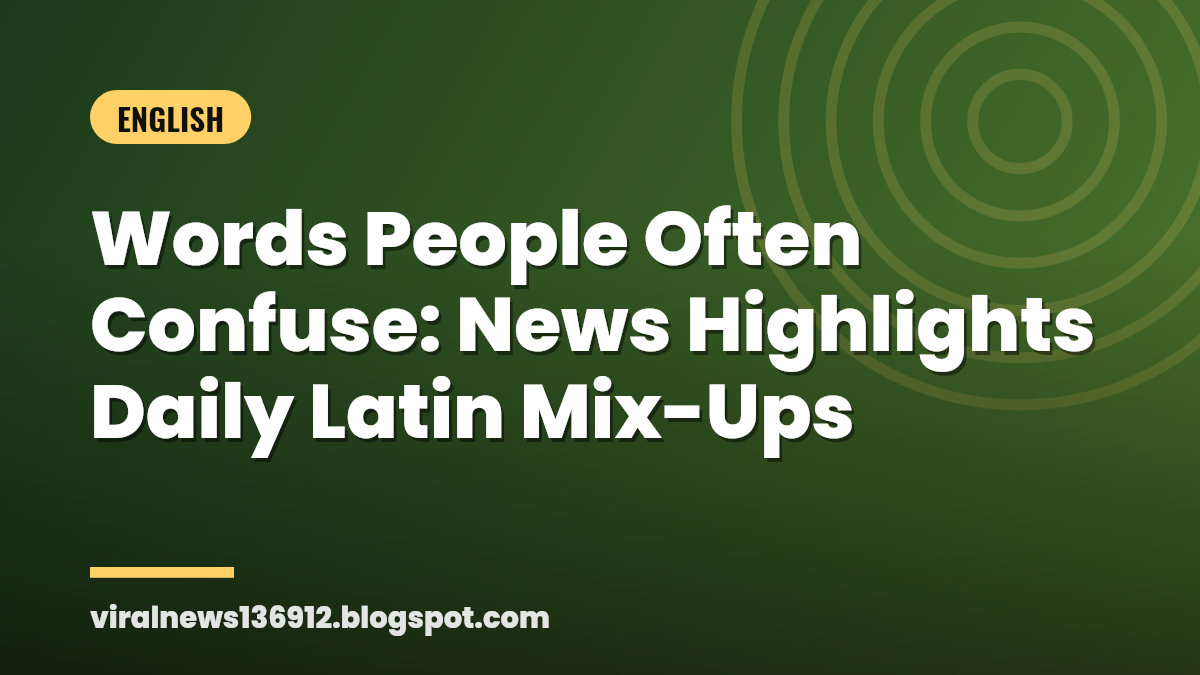 ENGLISH
Words People Often
Confuse: News Highlights
Daily Latin Mix-Ups
viralnews136912.blogspot.com